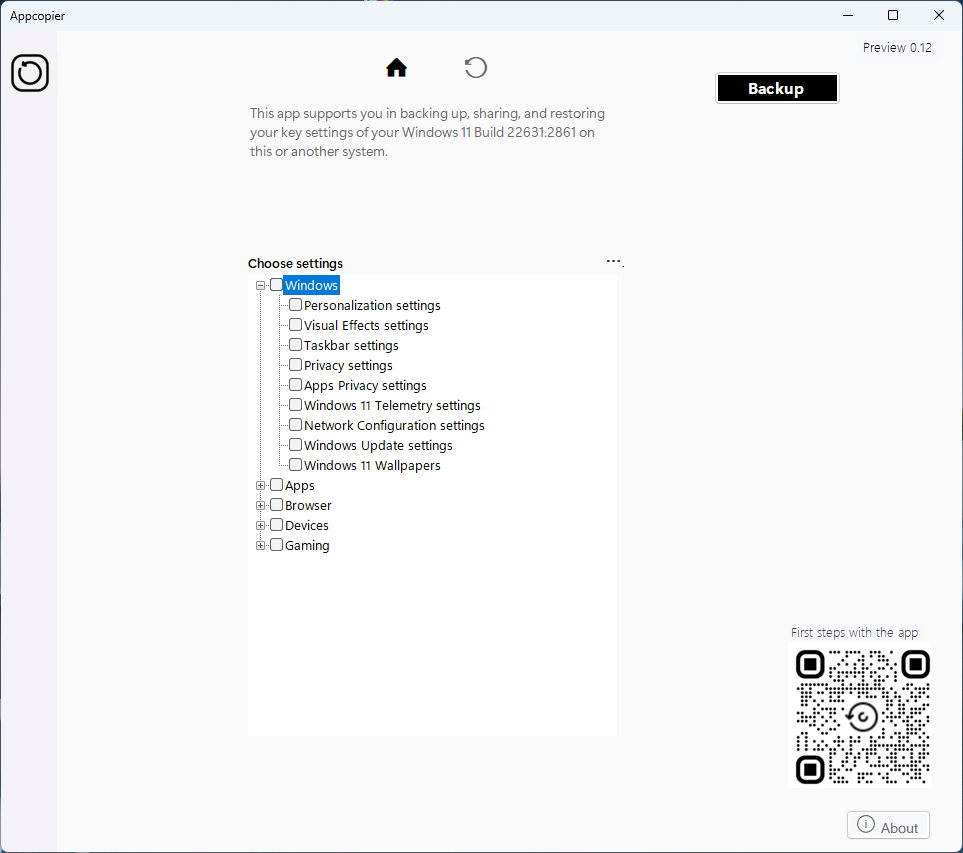 Appcopier
Preview 0.12
Backup
This app supports you in backing up, sharing, and restoring
your key settings of your Windows 11 Build 22631.2861 on
this or another system.
Choose settings
....
Windows
Personalization settings
Visual Effects settings
Taskbar settings
Privacy settings
Apps Privacy settings
Windows 11 Telemetry settings
Network Configuration settings
Windows Update settings
Windows 11 Wallpapers
Apps
Browser
Devices
Gaming
First steps with the app
About